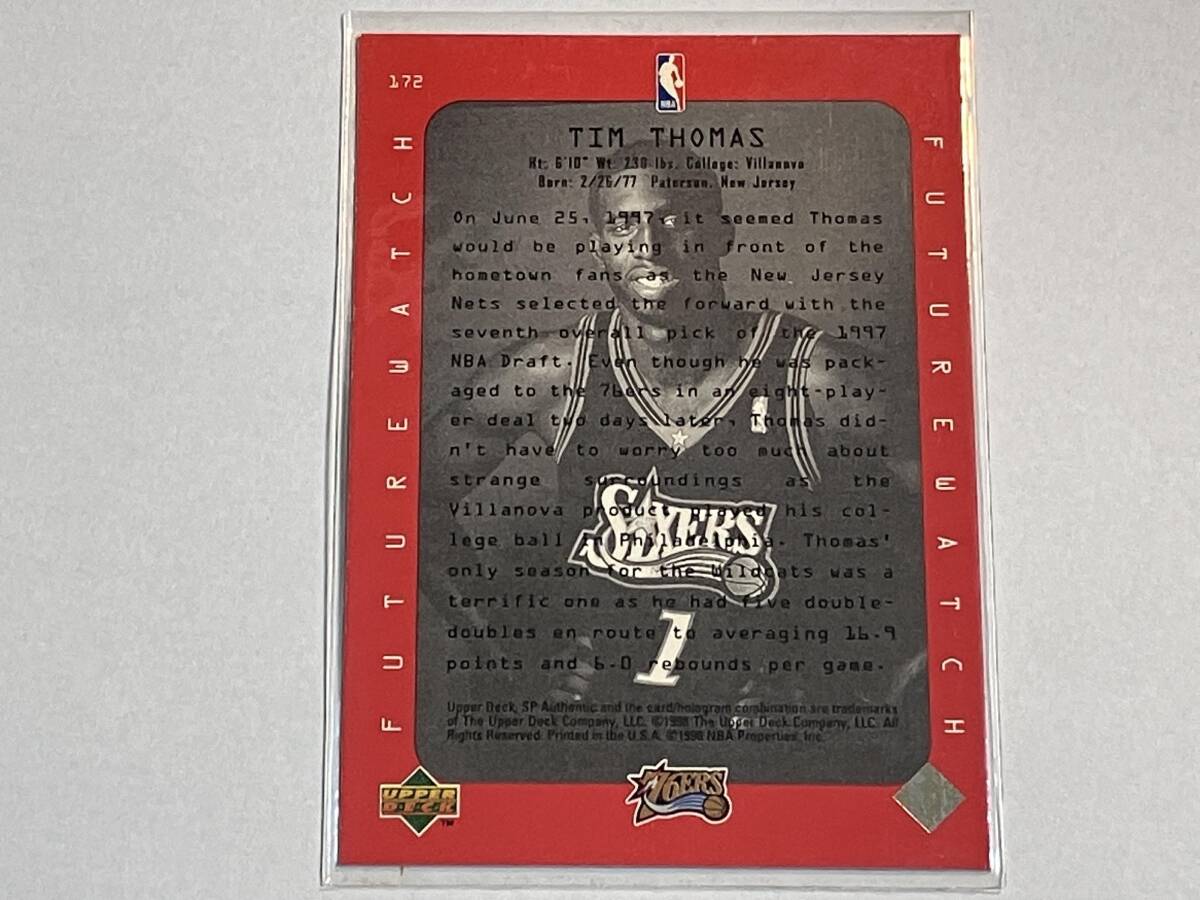 172
NBA
FUTUREWATCH
FUTUREWATCH
TIM THOMAS
Ht: 6'10" Wt: 230 lbs. College: Villanova
Born: 2/26/77 Paterson, New Jersey
On June 25, 1997, it seemed Thomas
would be playing in front of the
hometown fans as the New Jersey
Nets selected the forward with the
seventh overall pick of the 1997
NBA Draft. Even though he was pack-
aged to the 76ers in an eight-play-
er deal two days later, Thomas did-
n't have to worry too much about
strange surroundings as the
Villanova product played his col-
lege ball in Philadelphia. Thomas'
only season for the Wildcats was a
terrific one as he had five double-
doubles en route to averaging 16.9
points and 6.0 rebounds per game.
SIXERS
1
Upper Deck, SP Authentic and the card/hologram combination are trademarks
of The Upper Deck Company, LLC. ©1998 The Upper Deck Company, LLC. All
Rights Reserved. Printed in the U.S.A. ©1998 NBA Properties, Inc.
UPPER
DECK
TM
76ERS